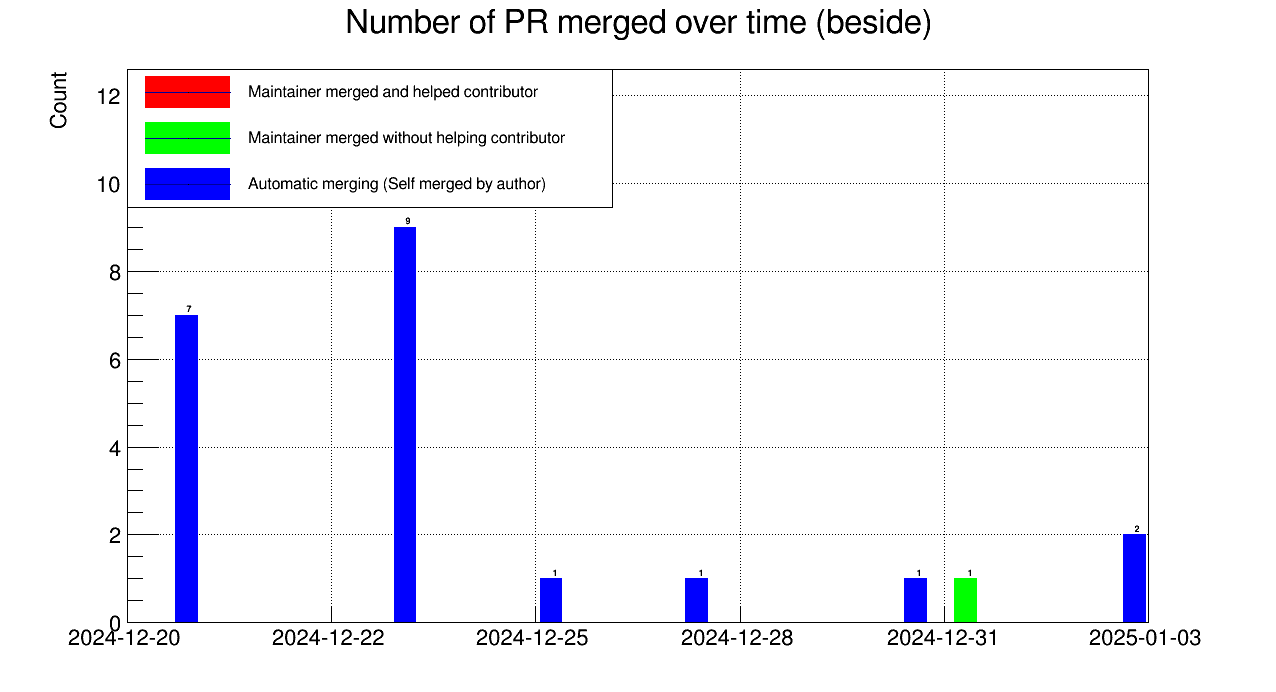 Number of PR merged over time (beside)
Count
Maintainer merged and helped contributor
Maintainer merged without helping contributor
Automatic merging (Self merged by author)
12
10
8
6
4
2
0
7
9
1
1
1
1
2
2024-12-20 2024-12-22 2024-12-25 2024-12-28 2024-12-31 2025-01-03